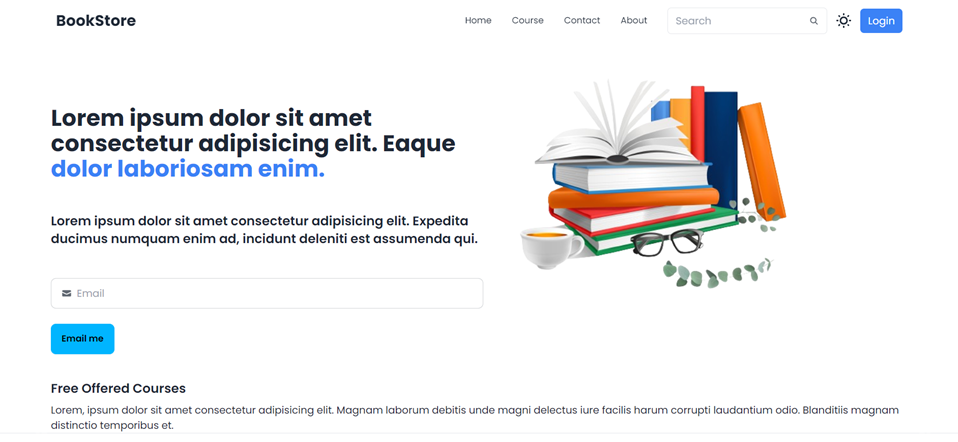 BookStore
Home
Course
Contact
About
Search
Login
Lorem ipsum dolor sit amet
consectetur adipisicing elit. Eaque
dolor laboriosam enim.
Lorem ipsum dolor sit amet consectetur adipisicing elit. Expedita
ducimus numquam enim ad, incidunt deleniti est assumenda qui.
Email
Email me
Free Offered Courses
Lorem, ipsum dolor sit amet consectetur adipisicing elit. Magnam laborum debitis unde magni delectus iure facilis harum corrupti laudantium odio. Blanditiis magnam
distinctio temporibus et.